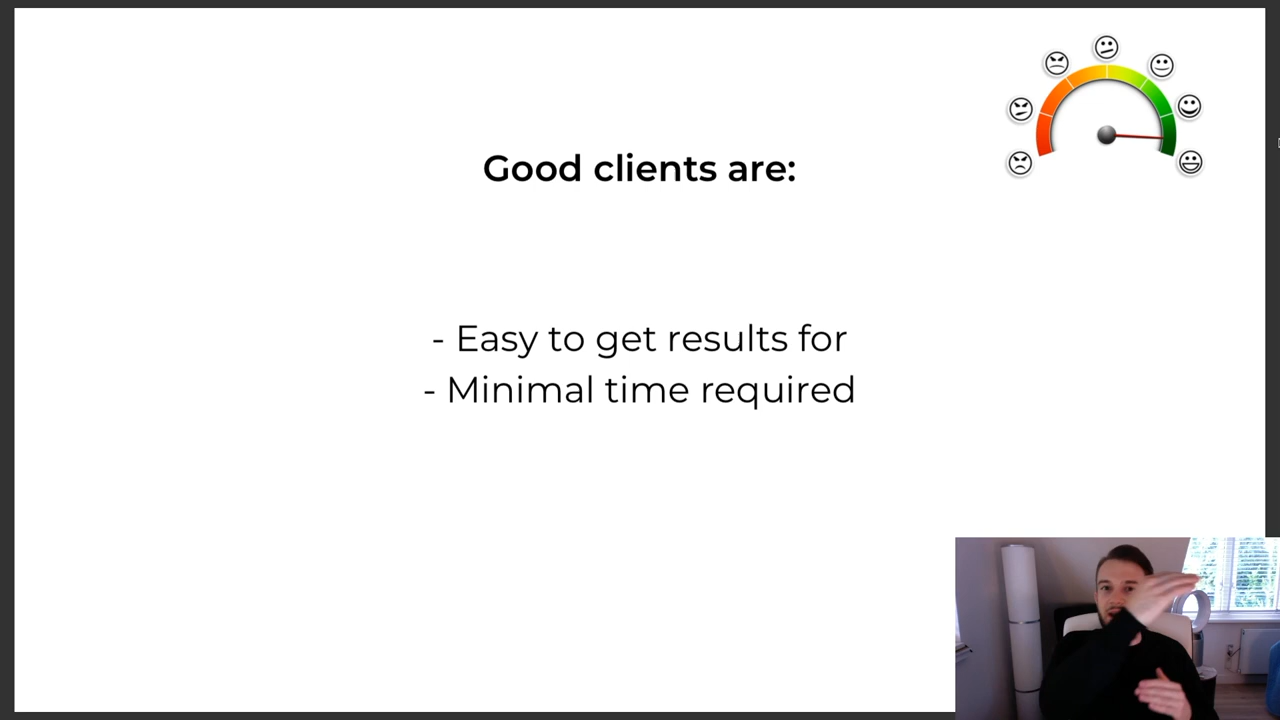 Good clients are:
- Easy to get results for
- Minimal time required